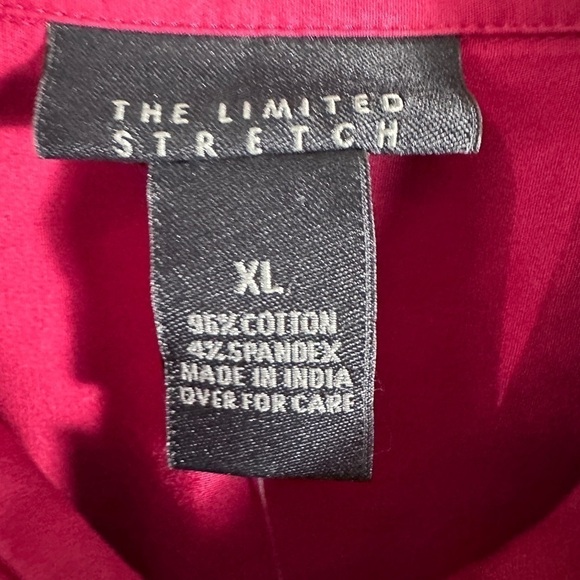 THE LIMITED
STRETCH
XL
96% COTTON
4% SPANDEX
MADE IN INDIA
OVER FOR CARE